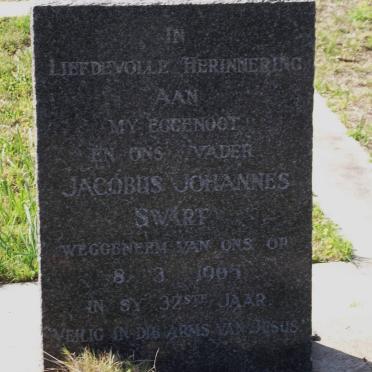 IN
LIEFDEVOLLE HERINNERING
AAN
MY EGGENOOT
EN ONS VADER
JACOBUS JOHANNES
SWART
WEGGENEEM VAN ONS OP
8 3
IN SY 32STE JAAR.
VEILIG IN DIE ARMS VAN JESUS